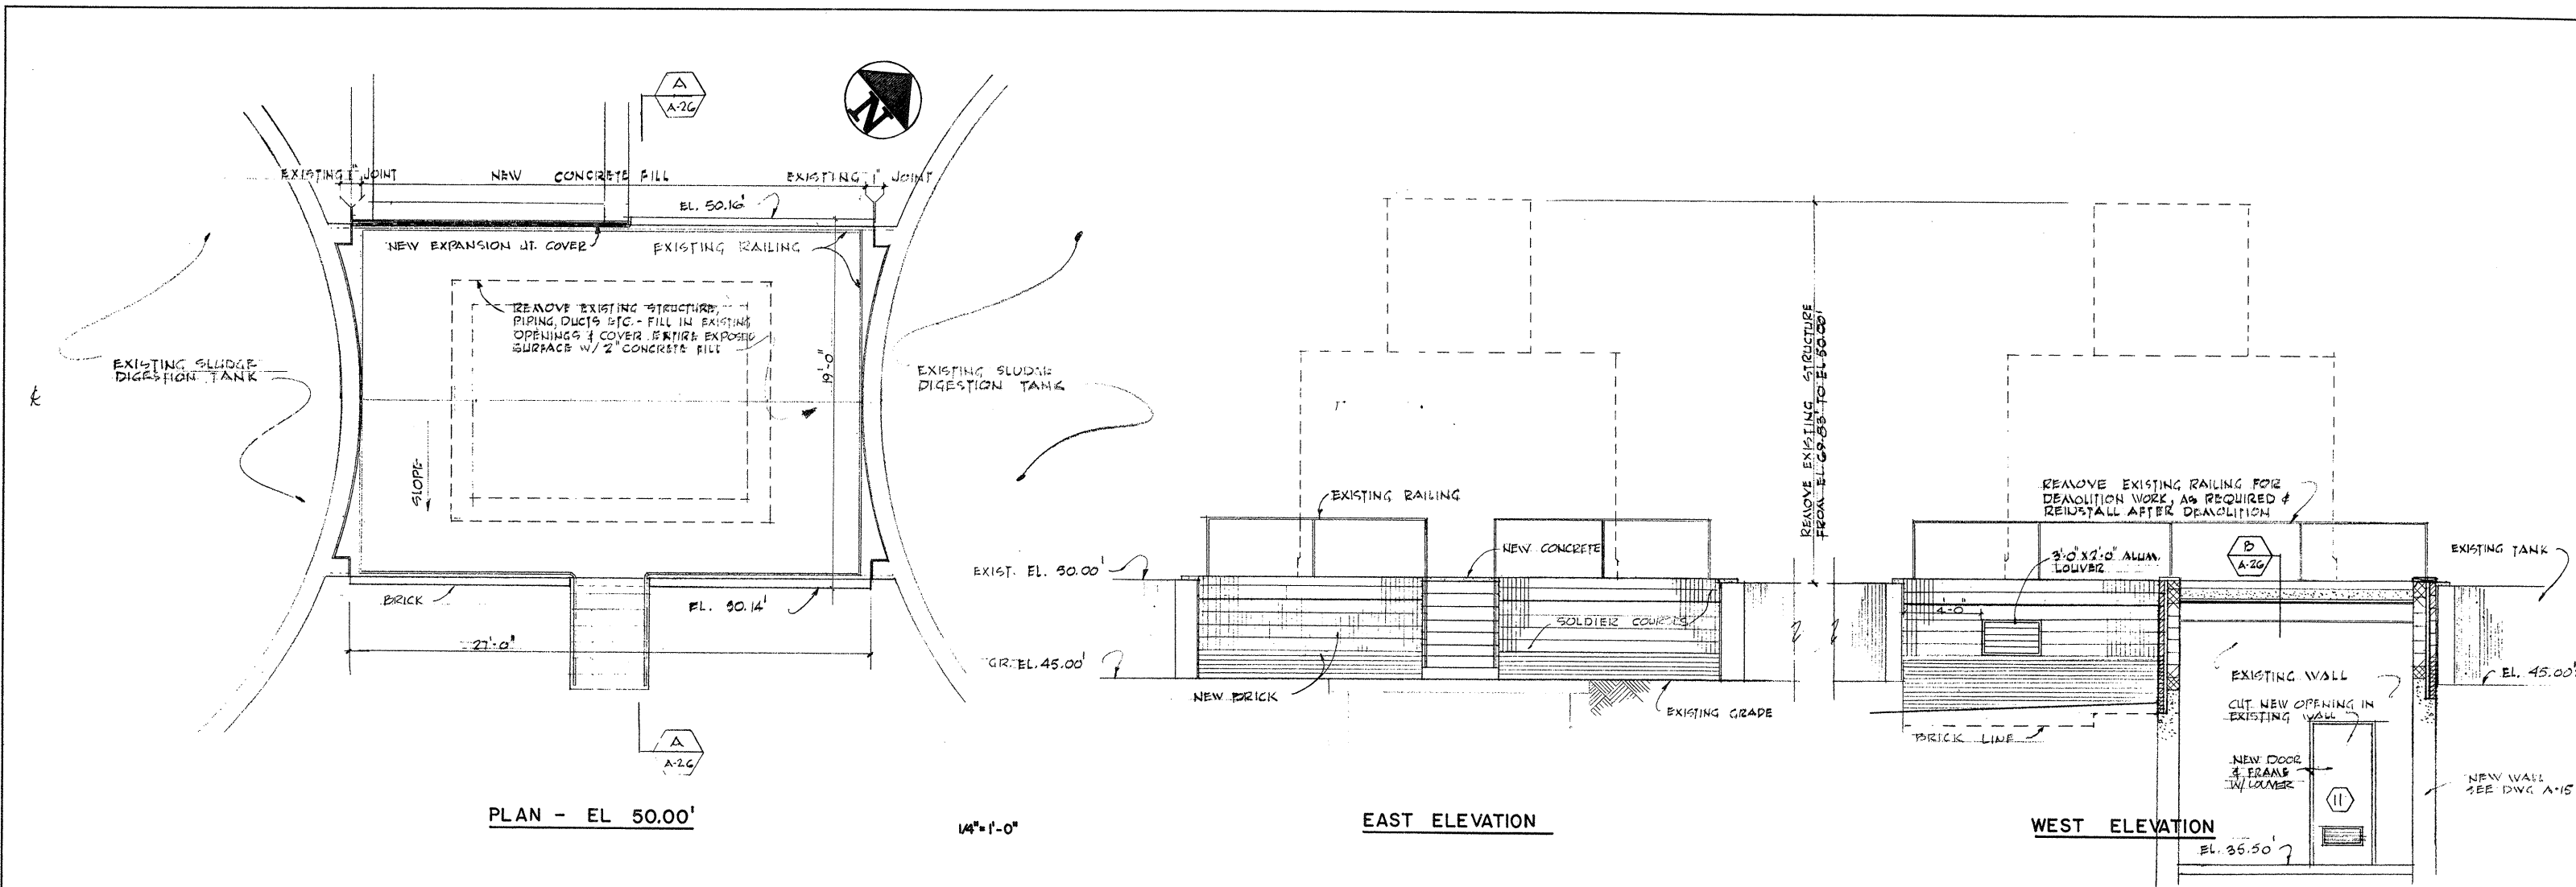 A
A-26
N
EXISTING 1" JOINT
NEW CONCRETE FILL
EXISTING 1" JOINT
EL. 50.16'
NEW EXPANSION JT. COVER
EXISTING RAILING
REMOVE EXISTING STRUCTURE,
PIPING, DUCTS ETC. - FILL IN EXISTING
OPENINGS & COVER ENTIRE EXPOSED
SURFACE W/ 2" CONCRETE FILL
19'-0"
EXISTING SLUDGE
DIGESTION TANK
EXISTING SLUDGE
DIGESTION TANK
SLOPE
BRICK
EL. 50.14'
27'-0"
A
A-26
PLAN - EL 50.00'
1/4"=1'-0"
REMOVE EXISTING STRUCTURE
FROM EL 69.83' TO EL 50.00'
EXISTING RAILING
NEW CONCRETE
EXIST. EL. 50.00'
SOLDIER COURSES
GR. EL. 45.00'
NEW BRICK
EXISTING GRADE
EAST ELEVATION
REMOVE EXISTING RAILING FOR
DEMOLITION WORK, AS REQUIRED &
REINSTALL AFTER DEMOLITION
3'-0" X 2'-0" ALUM.
LOUVER
B
A-26
EXISTING TANK
4'-0"
EXISTING WALL
EL. 45.00'
CUT NEW OPENING IN
EXISTING WALL
BRICK LINE
NEW DOOR
& FRAME
W/ LOUVER
11
NEW WALL
SEE DWG A-15
WEST ELEVATION
EL. 35.50'